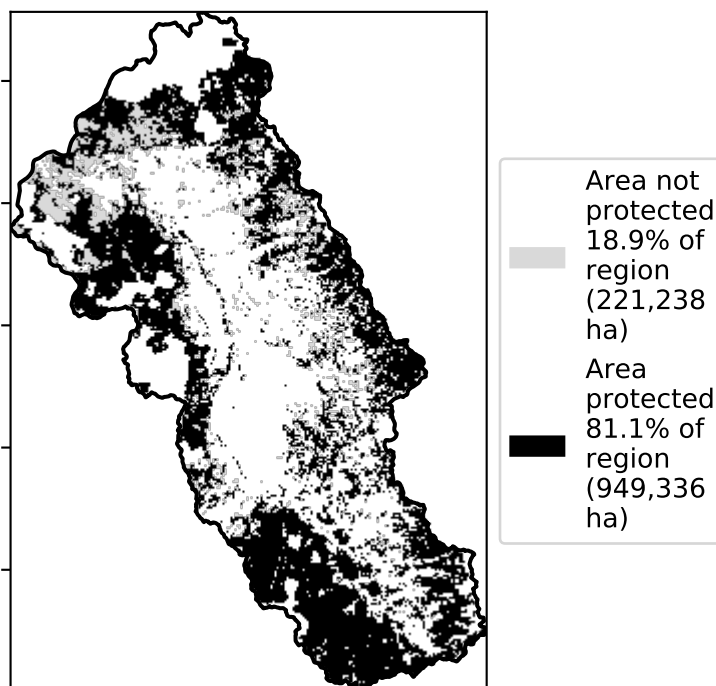 Area not
protected
18.9% of
region
(221,238
ha)
Area
protected
81.1% of
region
(949,336
ha)